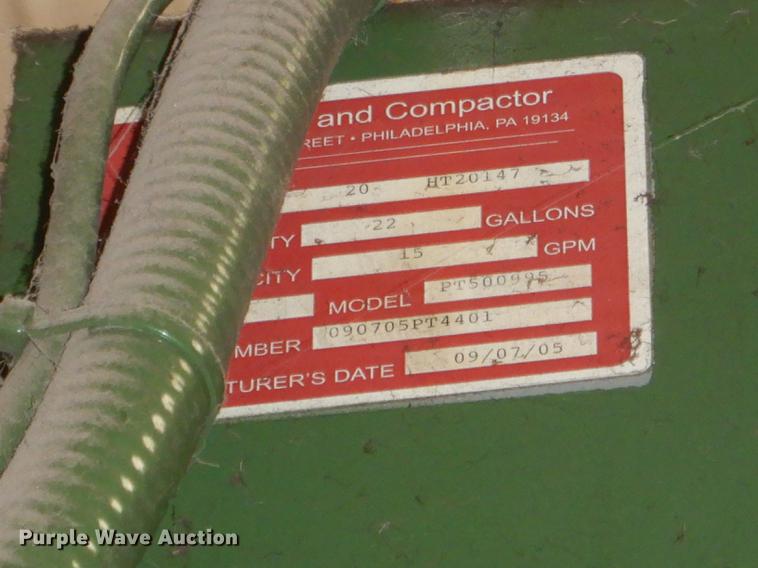 and Compactor
REET • PHILADELPHIA, PA 19134
20 HT20147
TY 22 GALLONS
CITY 15 GPM
MODEL PT500995
MBER 090705PT4401
TURER'S DATE 09/07/05
Purple Wave Auction